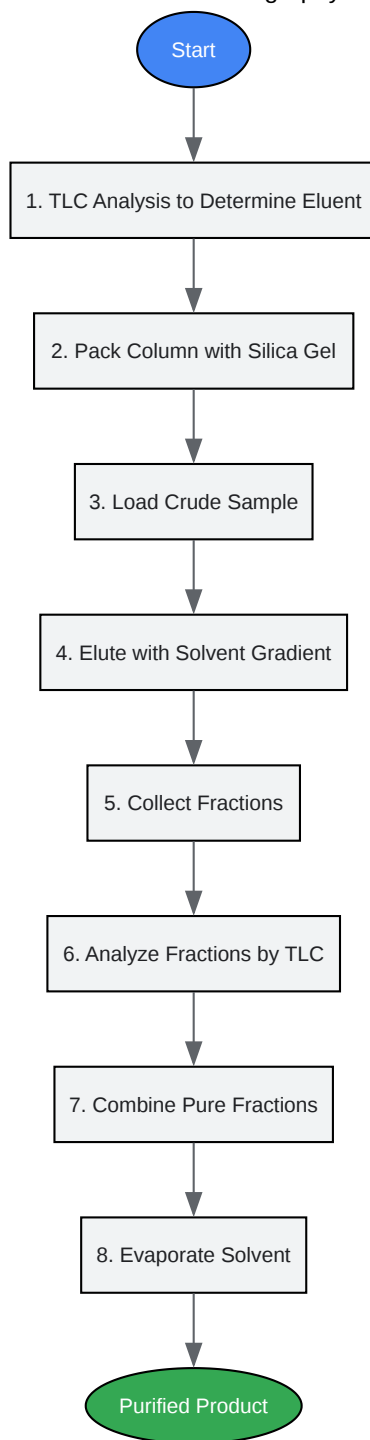 Start
1. TLC Analysis to Determine Eluent
2. Pack Column with Silica Gel
3. Load Crude Sample
4. Elute with Solvent Gradient
5. Collect Fractions
6. Analyze Fractions by TLC
7. Combine Pure Fractions
8. Evaporate Solvent
Purified Product